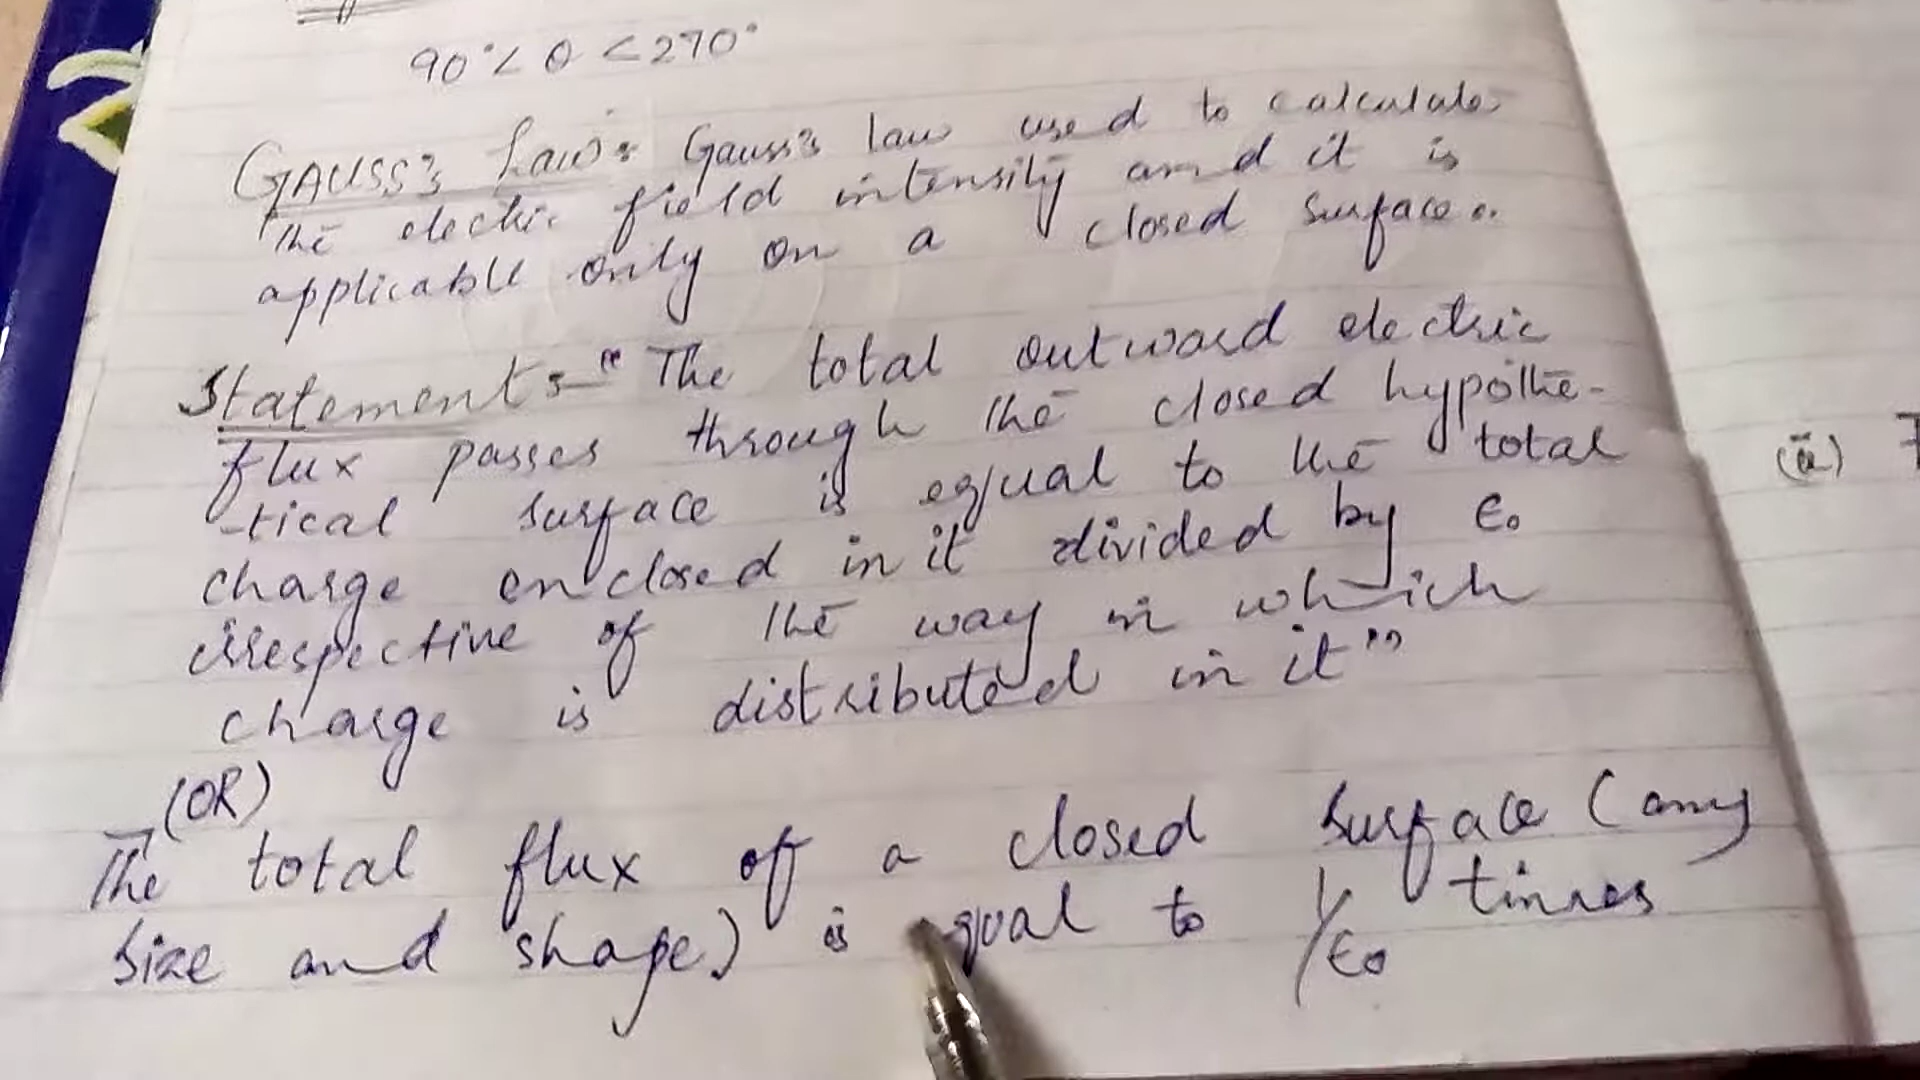 90° < θ < 270°
GAUSS's Law:- Gauss's law used to calculate
the electric field intensity and it is
applicable only on a closed surface.
Statement:- "The total outward electric
flux passes through the closed hypothe-
-tical surface is equal to the total
charge enclosed in it divided by ϵ₀
irrespective of the way in which
charge is distributed in it"
(OR)
The total flux of a closed surface (any
size and shape) is equal to 1/ϵ₀ times
(ii)